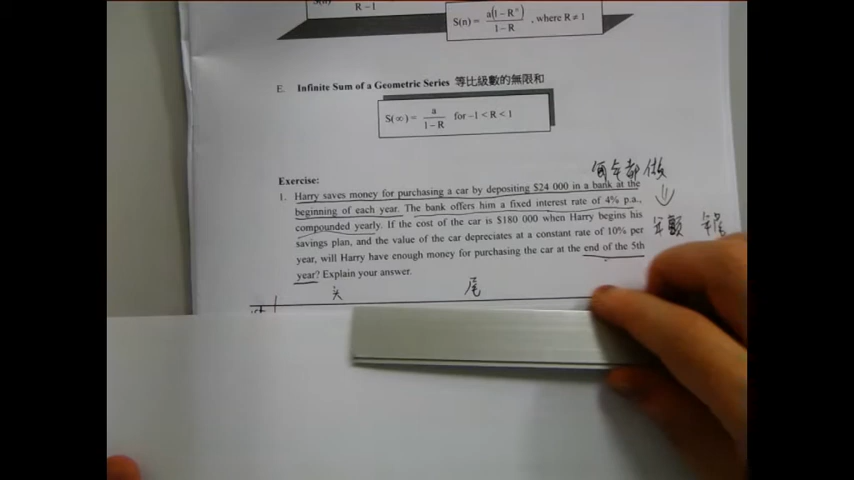 R − 1
S(n) = a(1 − Rⁿ) / 1 − R , where R ≠ 1
E. Infinite Sum of a Geometric Series 等比級數的無限和
S(∞) = a / 1 − R for −1 < R < 1
每年都做
Exercise:
1. Harry saves money for purchasing a car by depositing $24 000 in a bank at the
beginning of each year. The bank offers him a fixed interest rate of 4% p.a.,
compounded yearly. If the cost of the car is $180 000 when Harry begins his
savings plan, and the value of the car depreciates at a constant rate of 10% per
year, will Harry have enough money for purchasing the car at the end of the 5th
year? Explain your answer.
尾